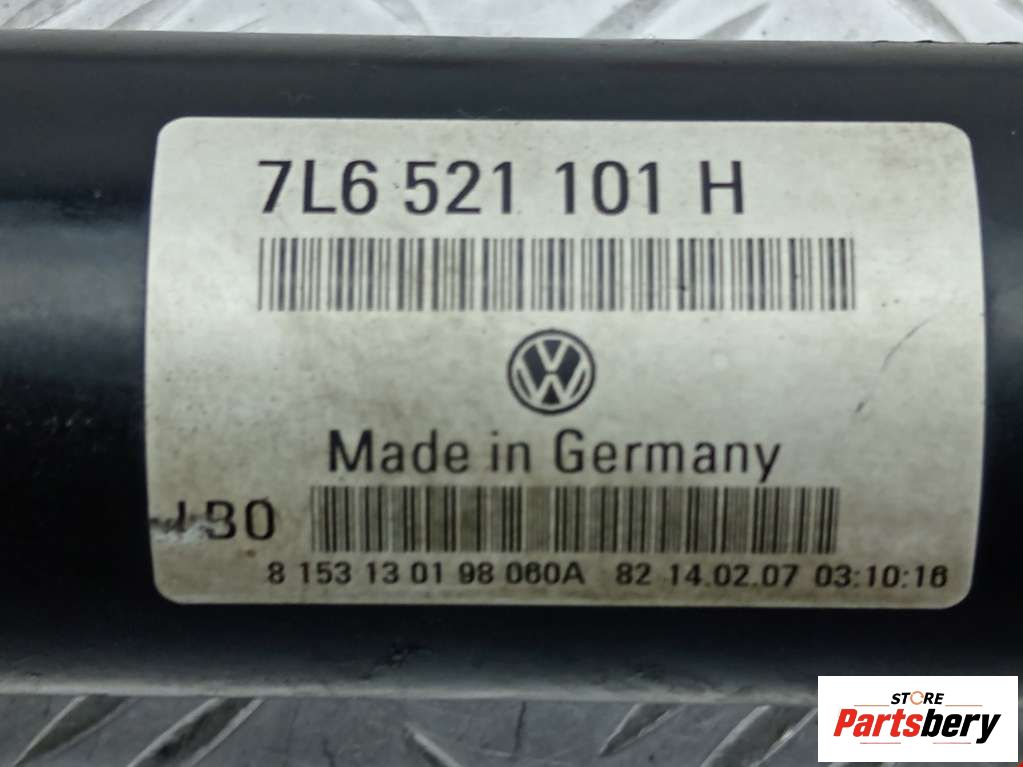 7L6 521 101 H
Made in Germany
8 153 13 01 98 060A 82 14.02.07 03:10:16
STORE
Partsbery